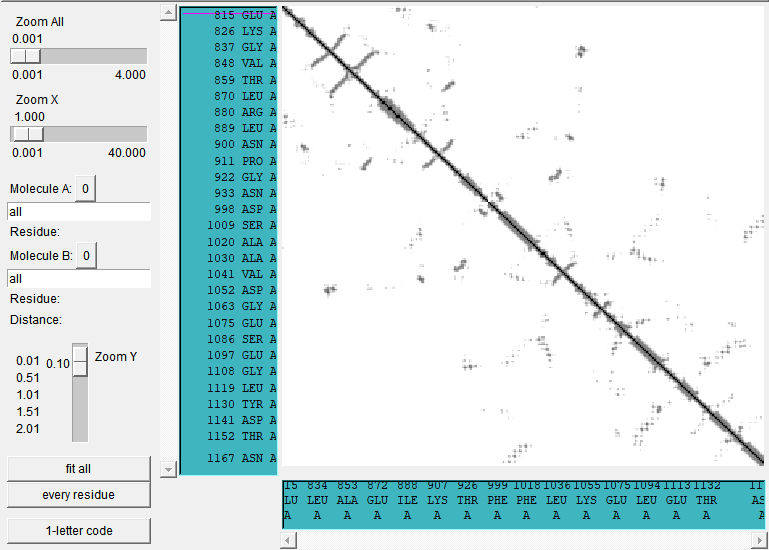 Zoom All
0.001
0.001 4.000
Zoom X
1.000
0.001 40.000
Molecule A: 0
all
Residue:
Molecule B: 0
all
Residue:
Distance:
0.01 0.10 Zoom Y
0.51
1.01
1.51
2.01
fit all
every residue
1-letter code
815 GLU A
826 LYS A
837 GLY A
848 VAL A
859 THR A
870 LEU A
880 ARG A
889 LEU A
900 ASN A
911 PRO A
922 GLY A
933 ASN A
998 ASP A
1009 SER A
1020 ALA A
1030 ALA A
1041 VAL A
1052 ASP A
1063 GLY A
1075 GLU A
1086 SER A
1097 GLU A
1108 GLY A
1119 LEU A
1130 TYR A
1141 ASP A
1152 THR A
1167 ASN A
15 834 853 872 888 907 926 999 1018 1036 1055 1075 1094 1113 1132 11
LU LEU ALA GLU ILE LYS THR PHE PHE LEU LYS GLU LEU GLU THR AS
A A A A A A A A A A A A A A A A